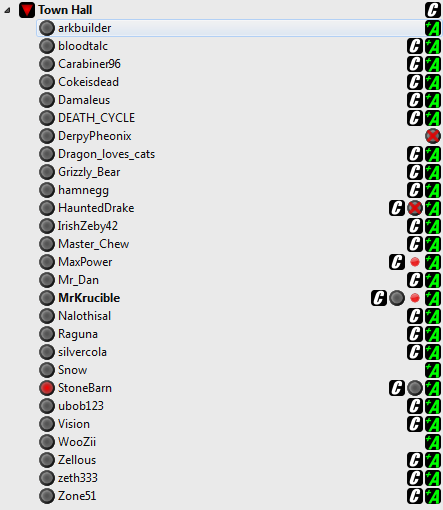 Town Hall C
arkbuilder +A
bloodtalc C +A
Carabiner96 C +A
Cokeisdead C +A
Damaleus C +A
DEATH_CYCLE C +A
DerpyPheonix
Dragon_loves_cats C +A
Grizzly_Bear C +A
hamnegg C +A
HauntedDrake C +A
IrishZeby42 C +A
Master_Chew C +A
MaxPower C +A
Mr_Dan C +A
MrKrucible C +A
Nalothisal C +A
Raguna C +A
silvercola C +A
Snow +A
StoneBarn C +A
ubob123 C +A
Vision C +A
WooZii +A
Zellous C +A
zeth333 C +A
Zone51 C +A